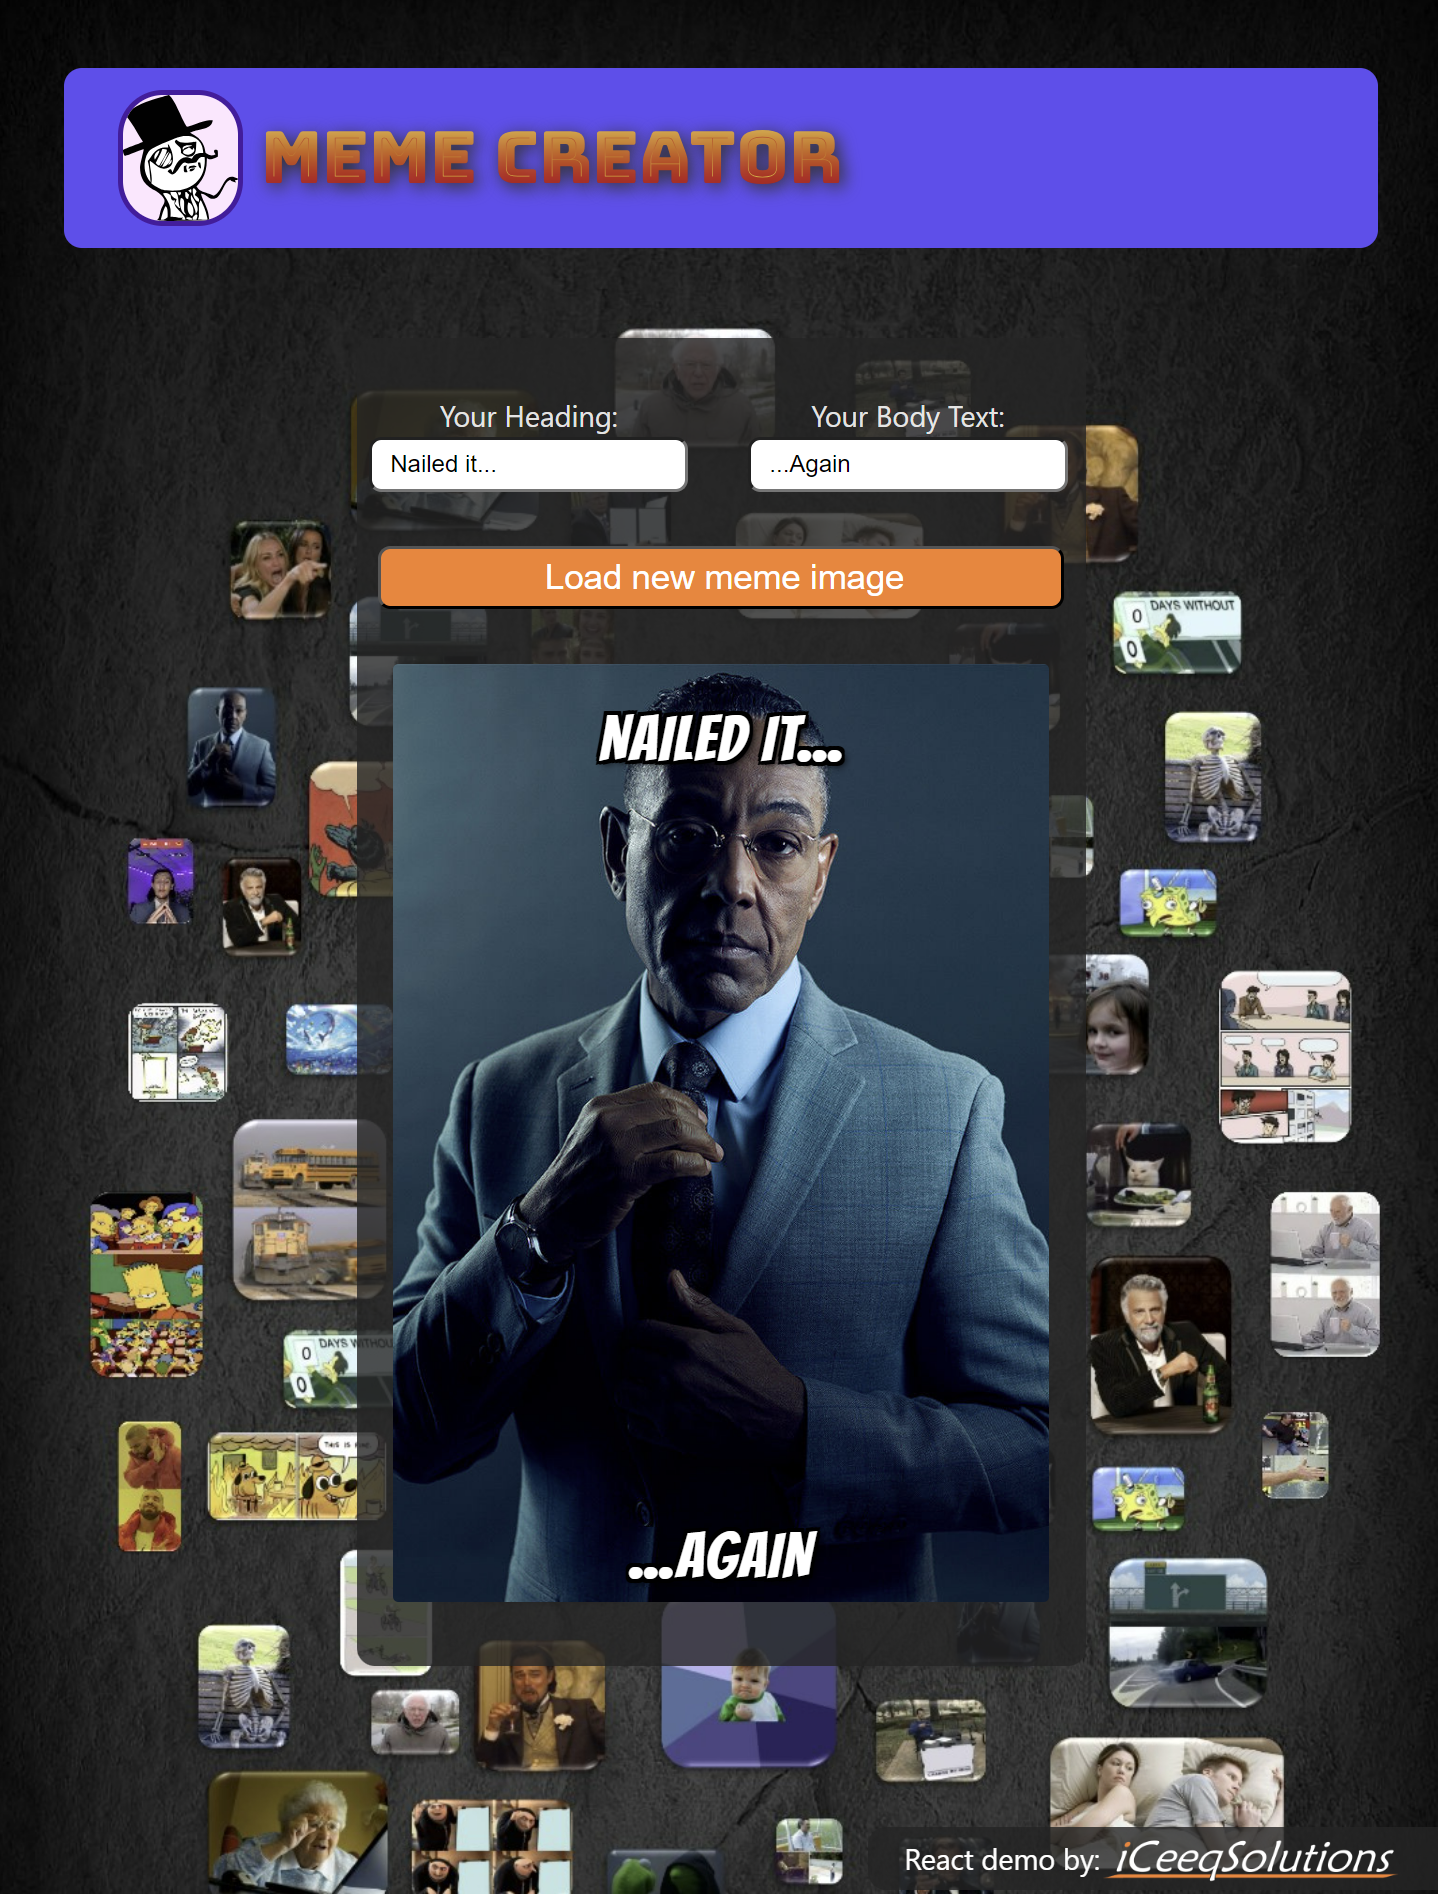 MEME CREATOR
Your Heading:
Your Body Text:
Nailed it...
...Again
Load new meme image
NAILED IT...
...AGAIN
DAYS WITHOUT
0
0
DAYS WITHOU
0
0
THIS IS
React demo by: iCeeqSolutions